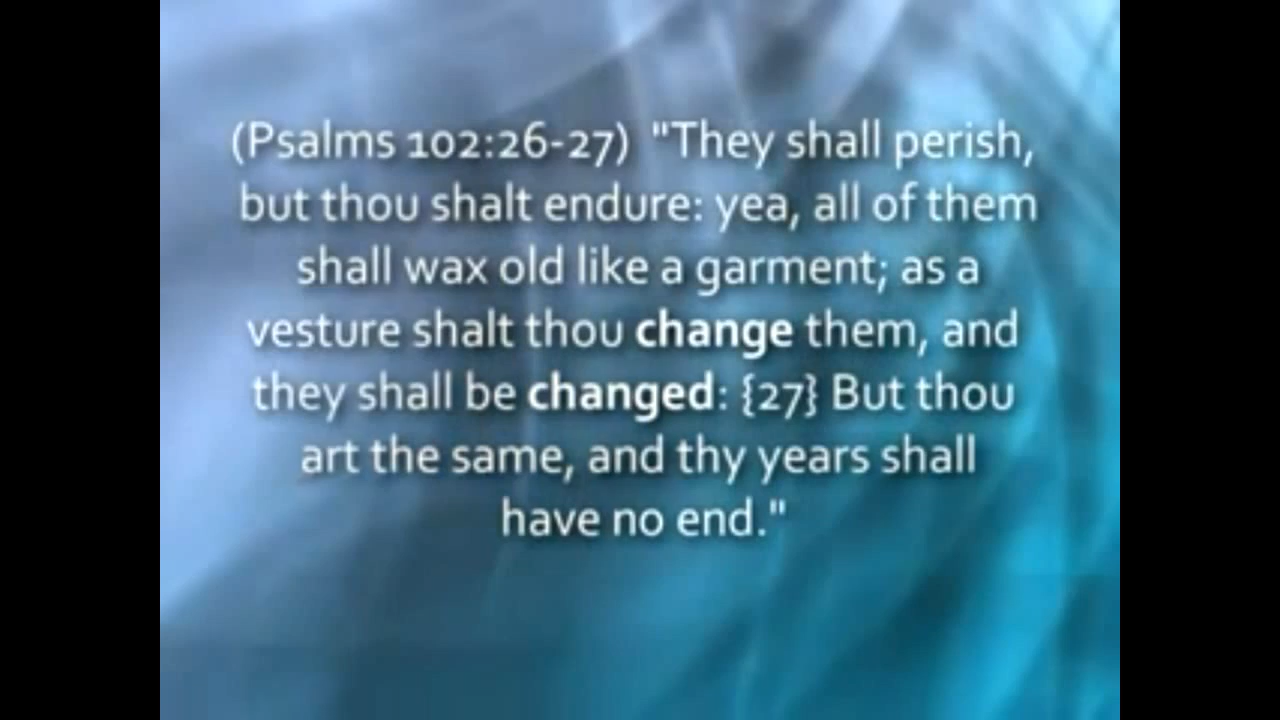 (Psalms 102:26-27) "They shall perish,
but thou shalt endure: yea, all of them
shall wax old like a garment; as a
vesture shalt thou change them, and
they shall be changed: {27} But thou
art the same, and thy years shall
have no end."